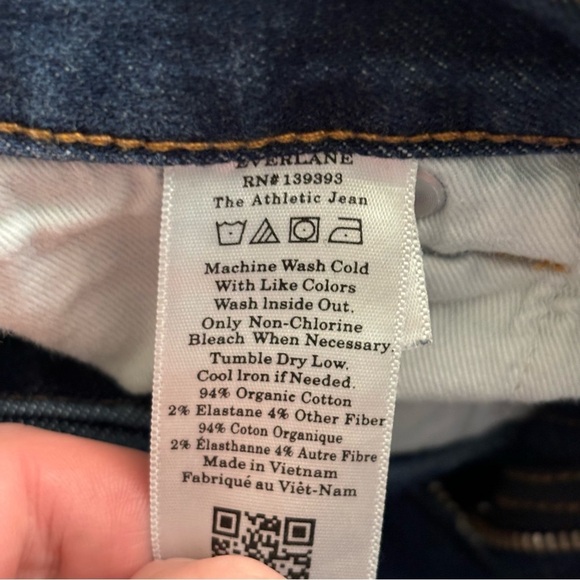 EVERLANE
RN# 139393
The Athletic Jean
Machine Wash Cold
With Like Colors
Wash Inside Out.
Only Non-Chlorine
Bleach When Necessary.
Tumble Dry Low.
Cool Iron if Needed.
94% Organic Cotton
2% Elastane 4% Other Fiber
94% Coton Organique
2% Élasthanne 4% Autre Fibre
Made in Vietnam
Fabriqué au Việt-Nam